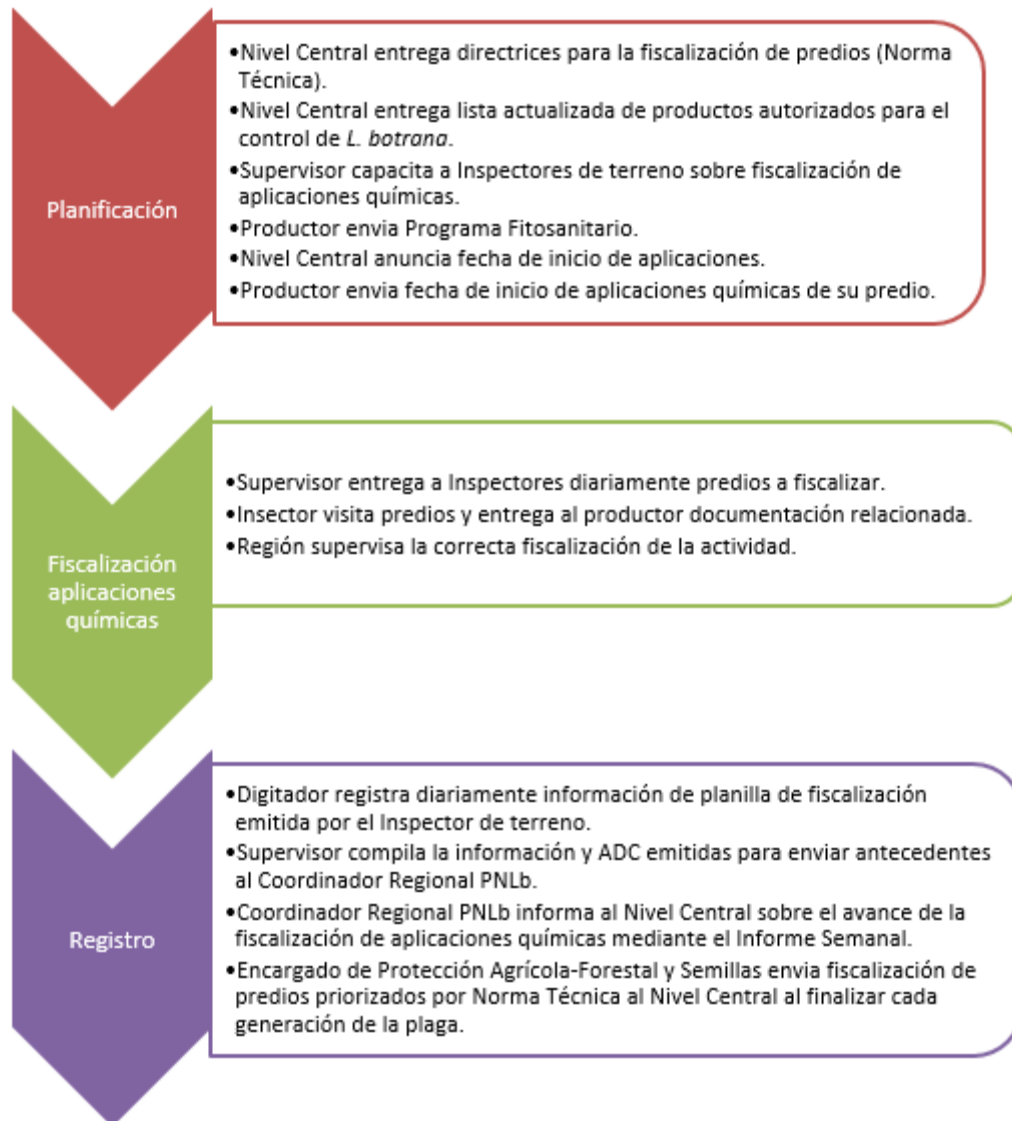 Planificación
•Nivel Central entrega directrices para la fiscalización de predios (Norma
Técnica).
•Nivel Central entrega lista actualizada de productos autorizados para el
control de L. botrana.
•Supervisor capacita a Inspectores de terreno sobre fiscalización de
aplicaciones químicas.
•Productor envia Programa Fitosanitario.
•Nivel Central anuncia fecha de inicio de aplicaciones.
•Productor envia fecha de inicio de aplicaciones químicas de su predio.
Fiscalización
aplicaciones
químicas
•Supervisor entrega a Inspectores diariamente predios a fiscalizar.
•Insector visita predios y entrega al productor documentación relacionada.
•Región supervisa la correcta fiscalización de la actividad.
Registro
•Digitador registra diariamente información de planilla de fiscalización
emitida por el Inspector de terreno.
•Supervisor compila la información y ADC emitidas para enviar antecedentes
al Coordinador Regional PNLb.
•Coordinador Regional PNLb informa al Nivel Central sobre el avance de la
fiscalización de aplicaciones químicas mediante el Informe Semanal.
•Encargado de Protección Agrícola-Forestal y Semillas envia fiscalización de
predios priorizados por Norma Técnica al Nivel Central al finalizar cada
generación de la plaga.